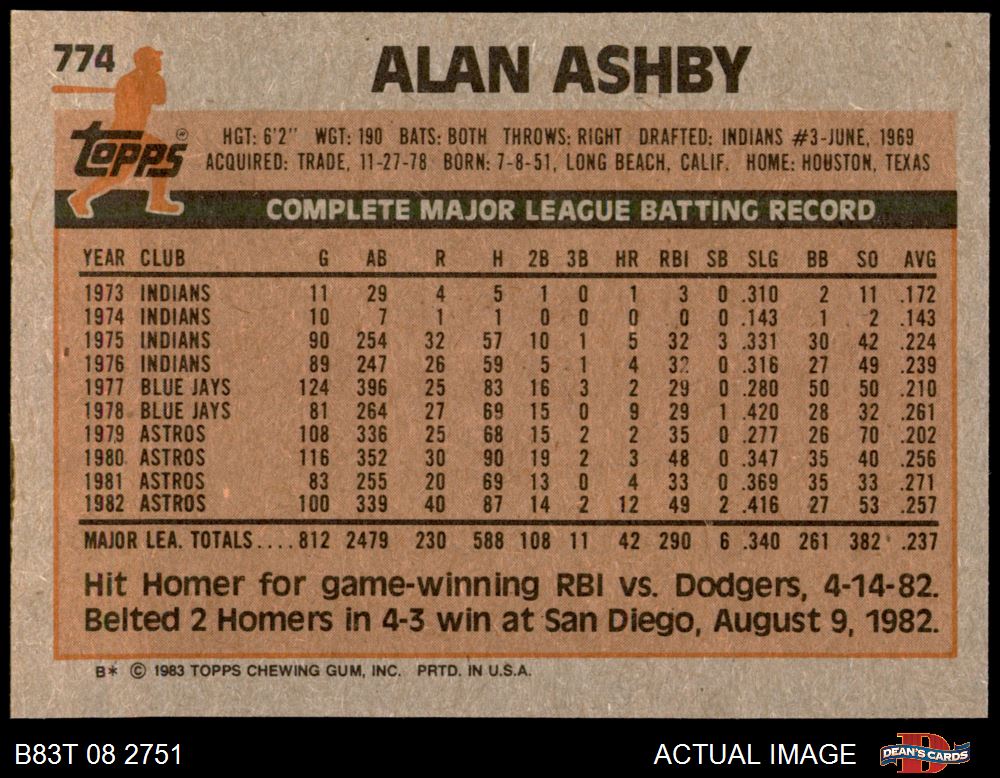 774
ALAN ASHBY
Topps ®
HGT: 6'2" WGT: 190 BATS: BOTH THROWS: RIGHT DRAFTED: INDIANS #3-JUNE, 1969
ACQUIRED: TRADE, 11-27-78 BORN: 7-8-51, LONG BEACH, CALIF. HOME: HOUSTON, TEXAS
COMPLETE MAJOR LEAGUE BATTING RECORD
YEAR CLUB G AB R H 2B 3B HR RBI SB SLG BB SO AVG
1973 INDIANS 11 29 4 5 1 0 1 3 0 .310 2 11 .172
1974 INDIANS 10 7 1 1 0 0 0 0 0 .143 1 2 .143
1975 INDIANS 90 254 32 57 10 1 5 32 3 .331 30 42 .224
1976 INDIANS 89 247 26 59 5 1 4 32 0 .316 27 49 .239
1977 BLUE JAYS 124 396 25 83 16 3 2 29 0 .280 50 50 .210
1978 BLUE JAYS 81 264 27 69 15 0 9 29 1 .420 28 32 .261
1979 ASTROS 108 336 25 68 15 2 2 35 0 .277 26 70 .202
1980 ASTROS 116 352 30 90 19 2 3 48 0 .347 35 40 .256
1981 ASTROS 83 255 20 69 13 0 4 33 0 .369 35 33 .271
1982 ASTROS 100 339 40 87 14 2 12 49 2 .416 27 53 .257
MAJOR LEA. TOTALS.... 812 2479 230 588 108 11 42 290 6 .340 261 382 .237
Hit Homer for game-winning RBI vs. Dodgers, 4-14-82.
Belted 2 Homers in 4-3 win at San Diego, August 9, 1982.
B* © 1983 TOPPS CHEWING GUM, INC. PRTD. IN U.S.A.
B83T 08 2751
ACTUAL IMAGE
DEAN'S CARDS